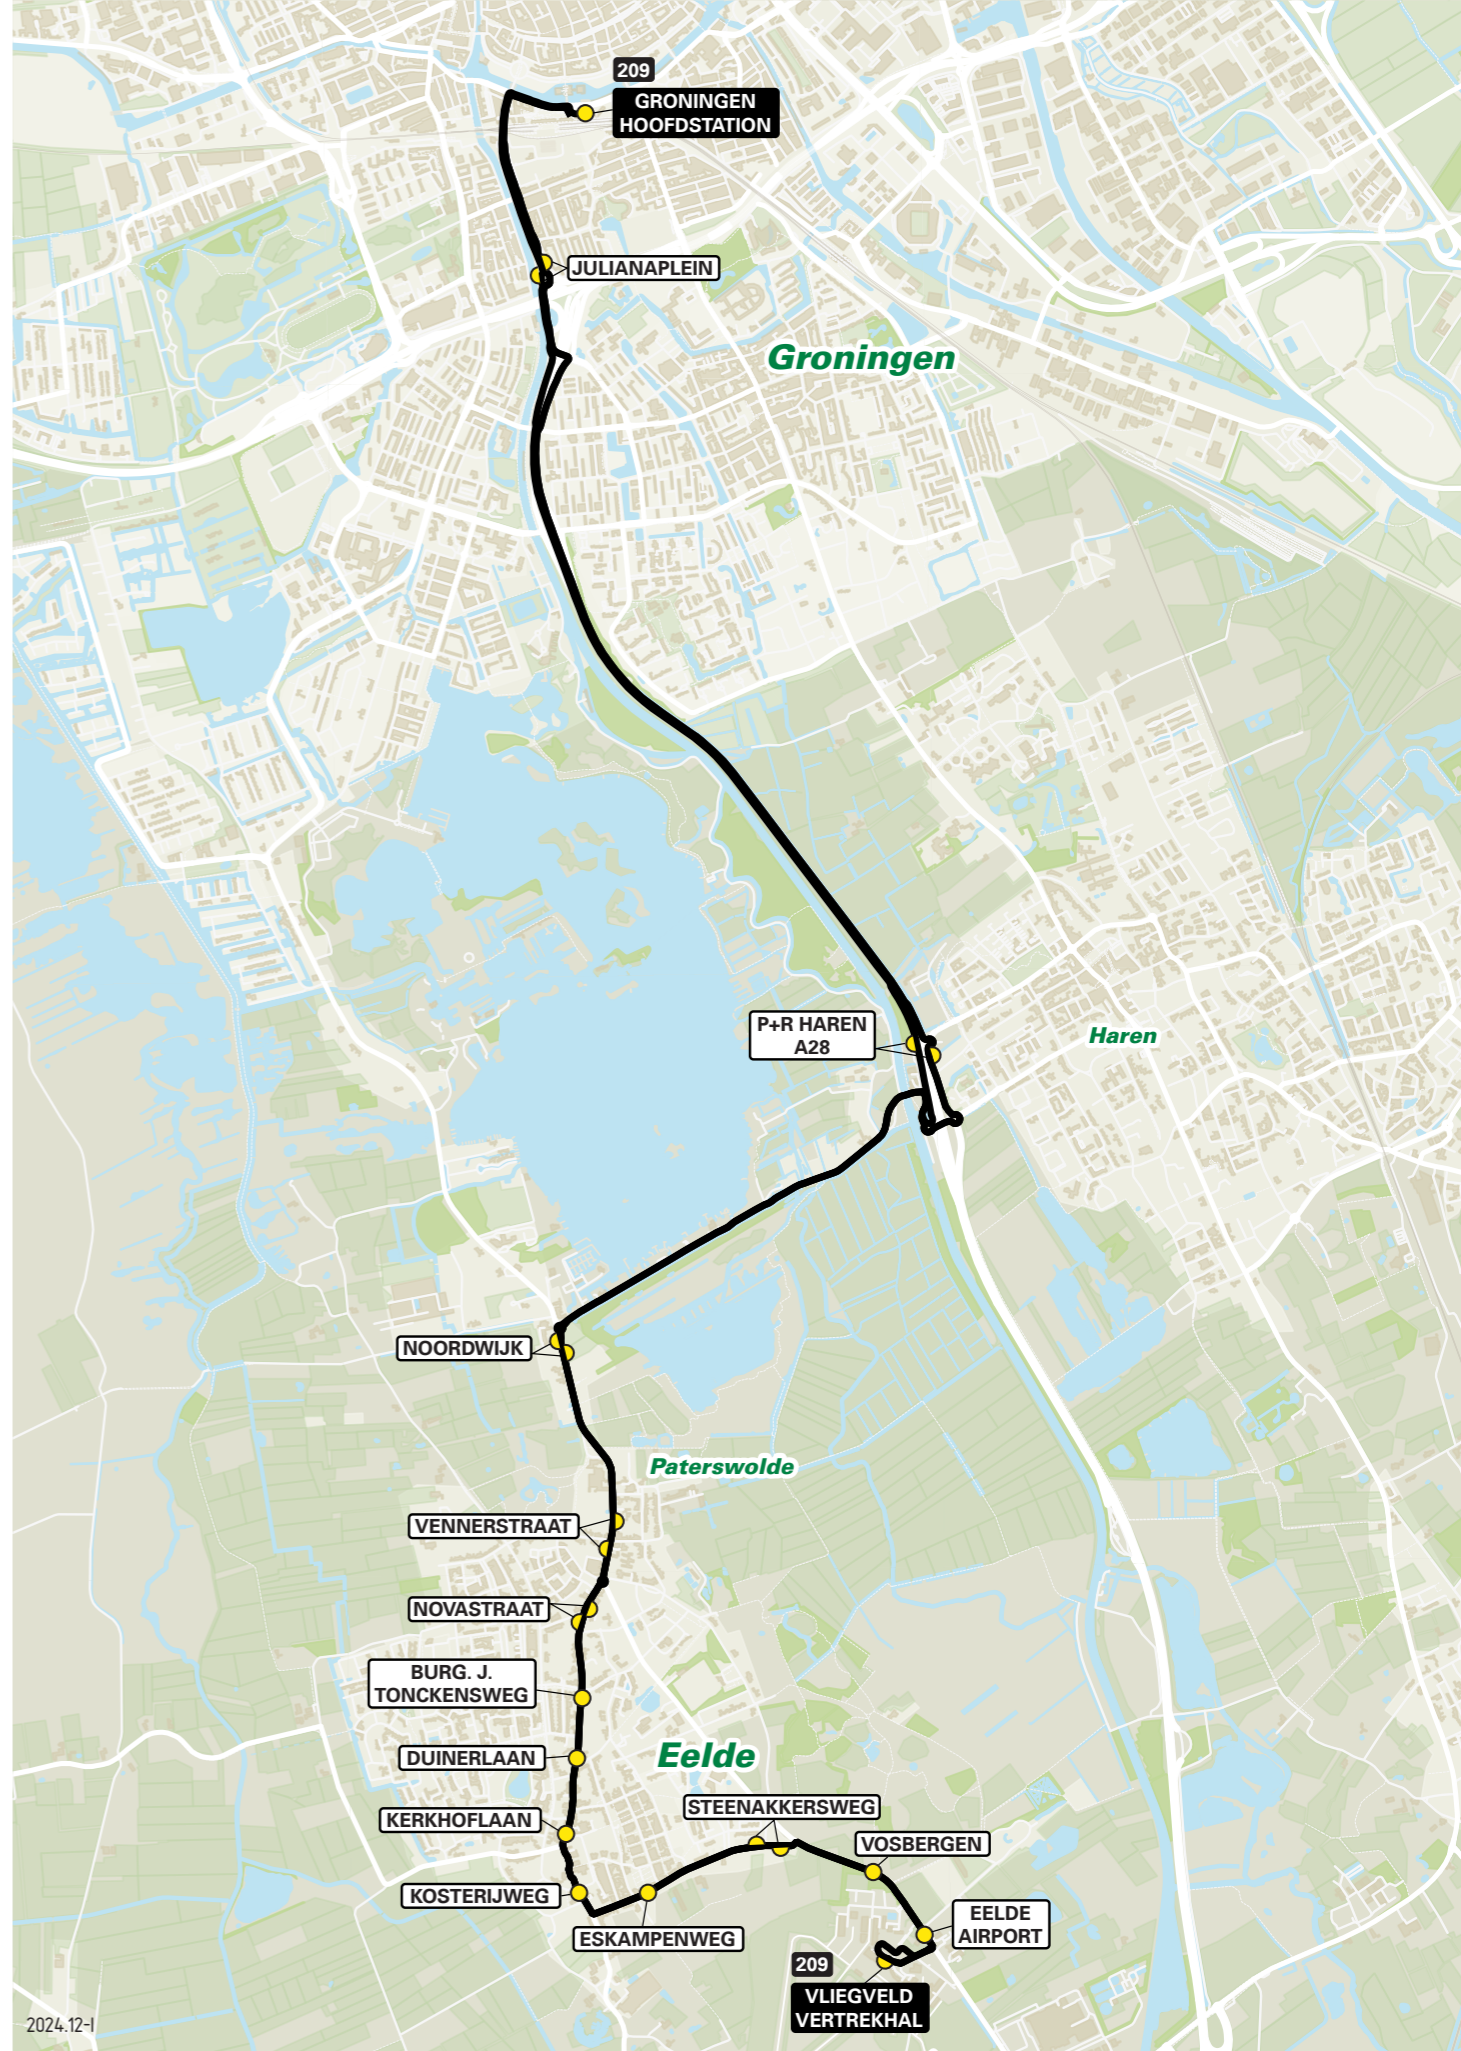 209
GRONINGEN
HOOFDSTATION
JULIANAPLEIN
Groningen
P+R HAREN
A28
Haren
NOORDWIJK
Paterswolde
VENNERSTRAAT
NOVASTRAAT
BURG. J.
TONCKENSWEG
DUINERLAAN
Eelde
STEENAKKERSWEG
KERKHOFLAAN
VOSBERGEN
KOSTERIJWEG
EELDE
AIRPORT
ESKAMPENWEG
209
VLIEGVELD
VERTREKHAL
2024.12-I